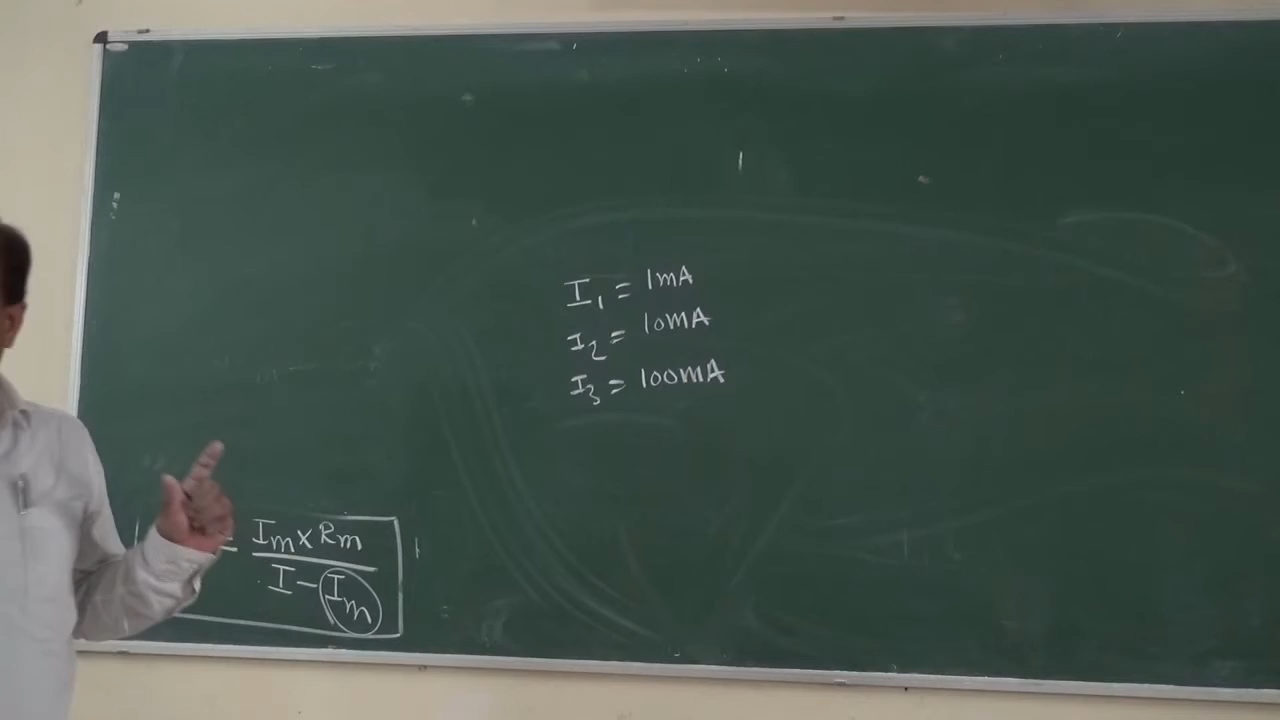 I₁ = 1mA
I₂ = 10mA
I₃ = 100mA
= Im x Rm
I - Im